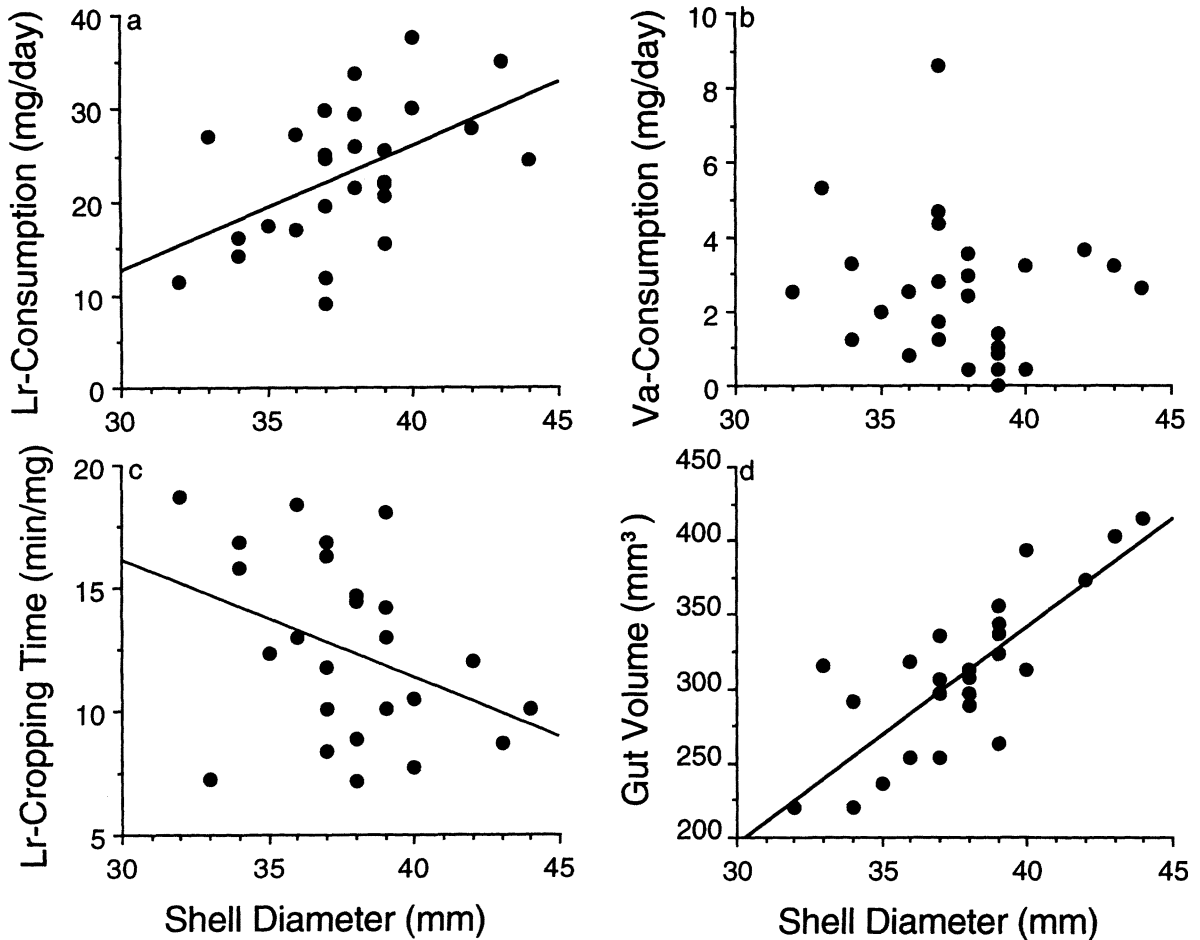 a
Lr-Consumption (mg/day)
40
30
20
10
0
30 35 40 45
b
Va-Consumption (mg/day)
10
8
6
4
2
0
30 35 40 45
c
Lr-Cropping Time (min/mg)
20
15
10
5
30 35 40 45
Shell Diameter (mm)
d
Gut Volume (mm³)
450
400
350
300
250
200
30 35 40 45
Shell Diameter (mm)